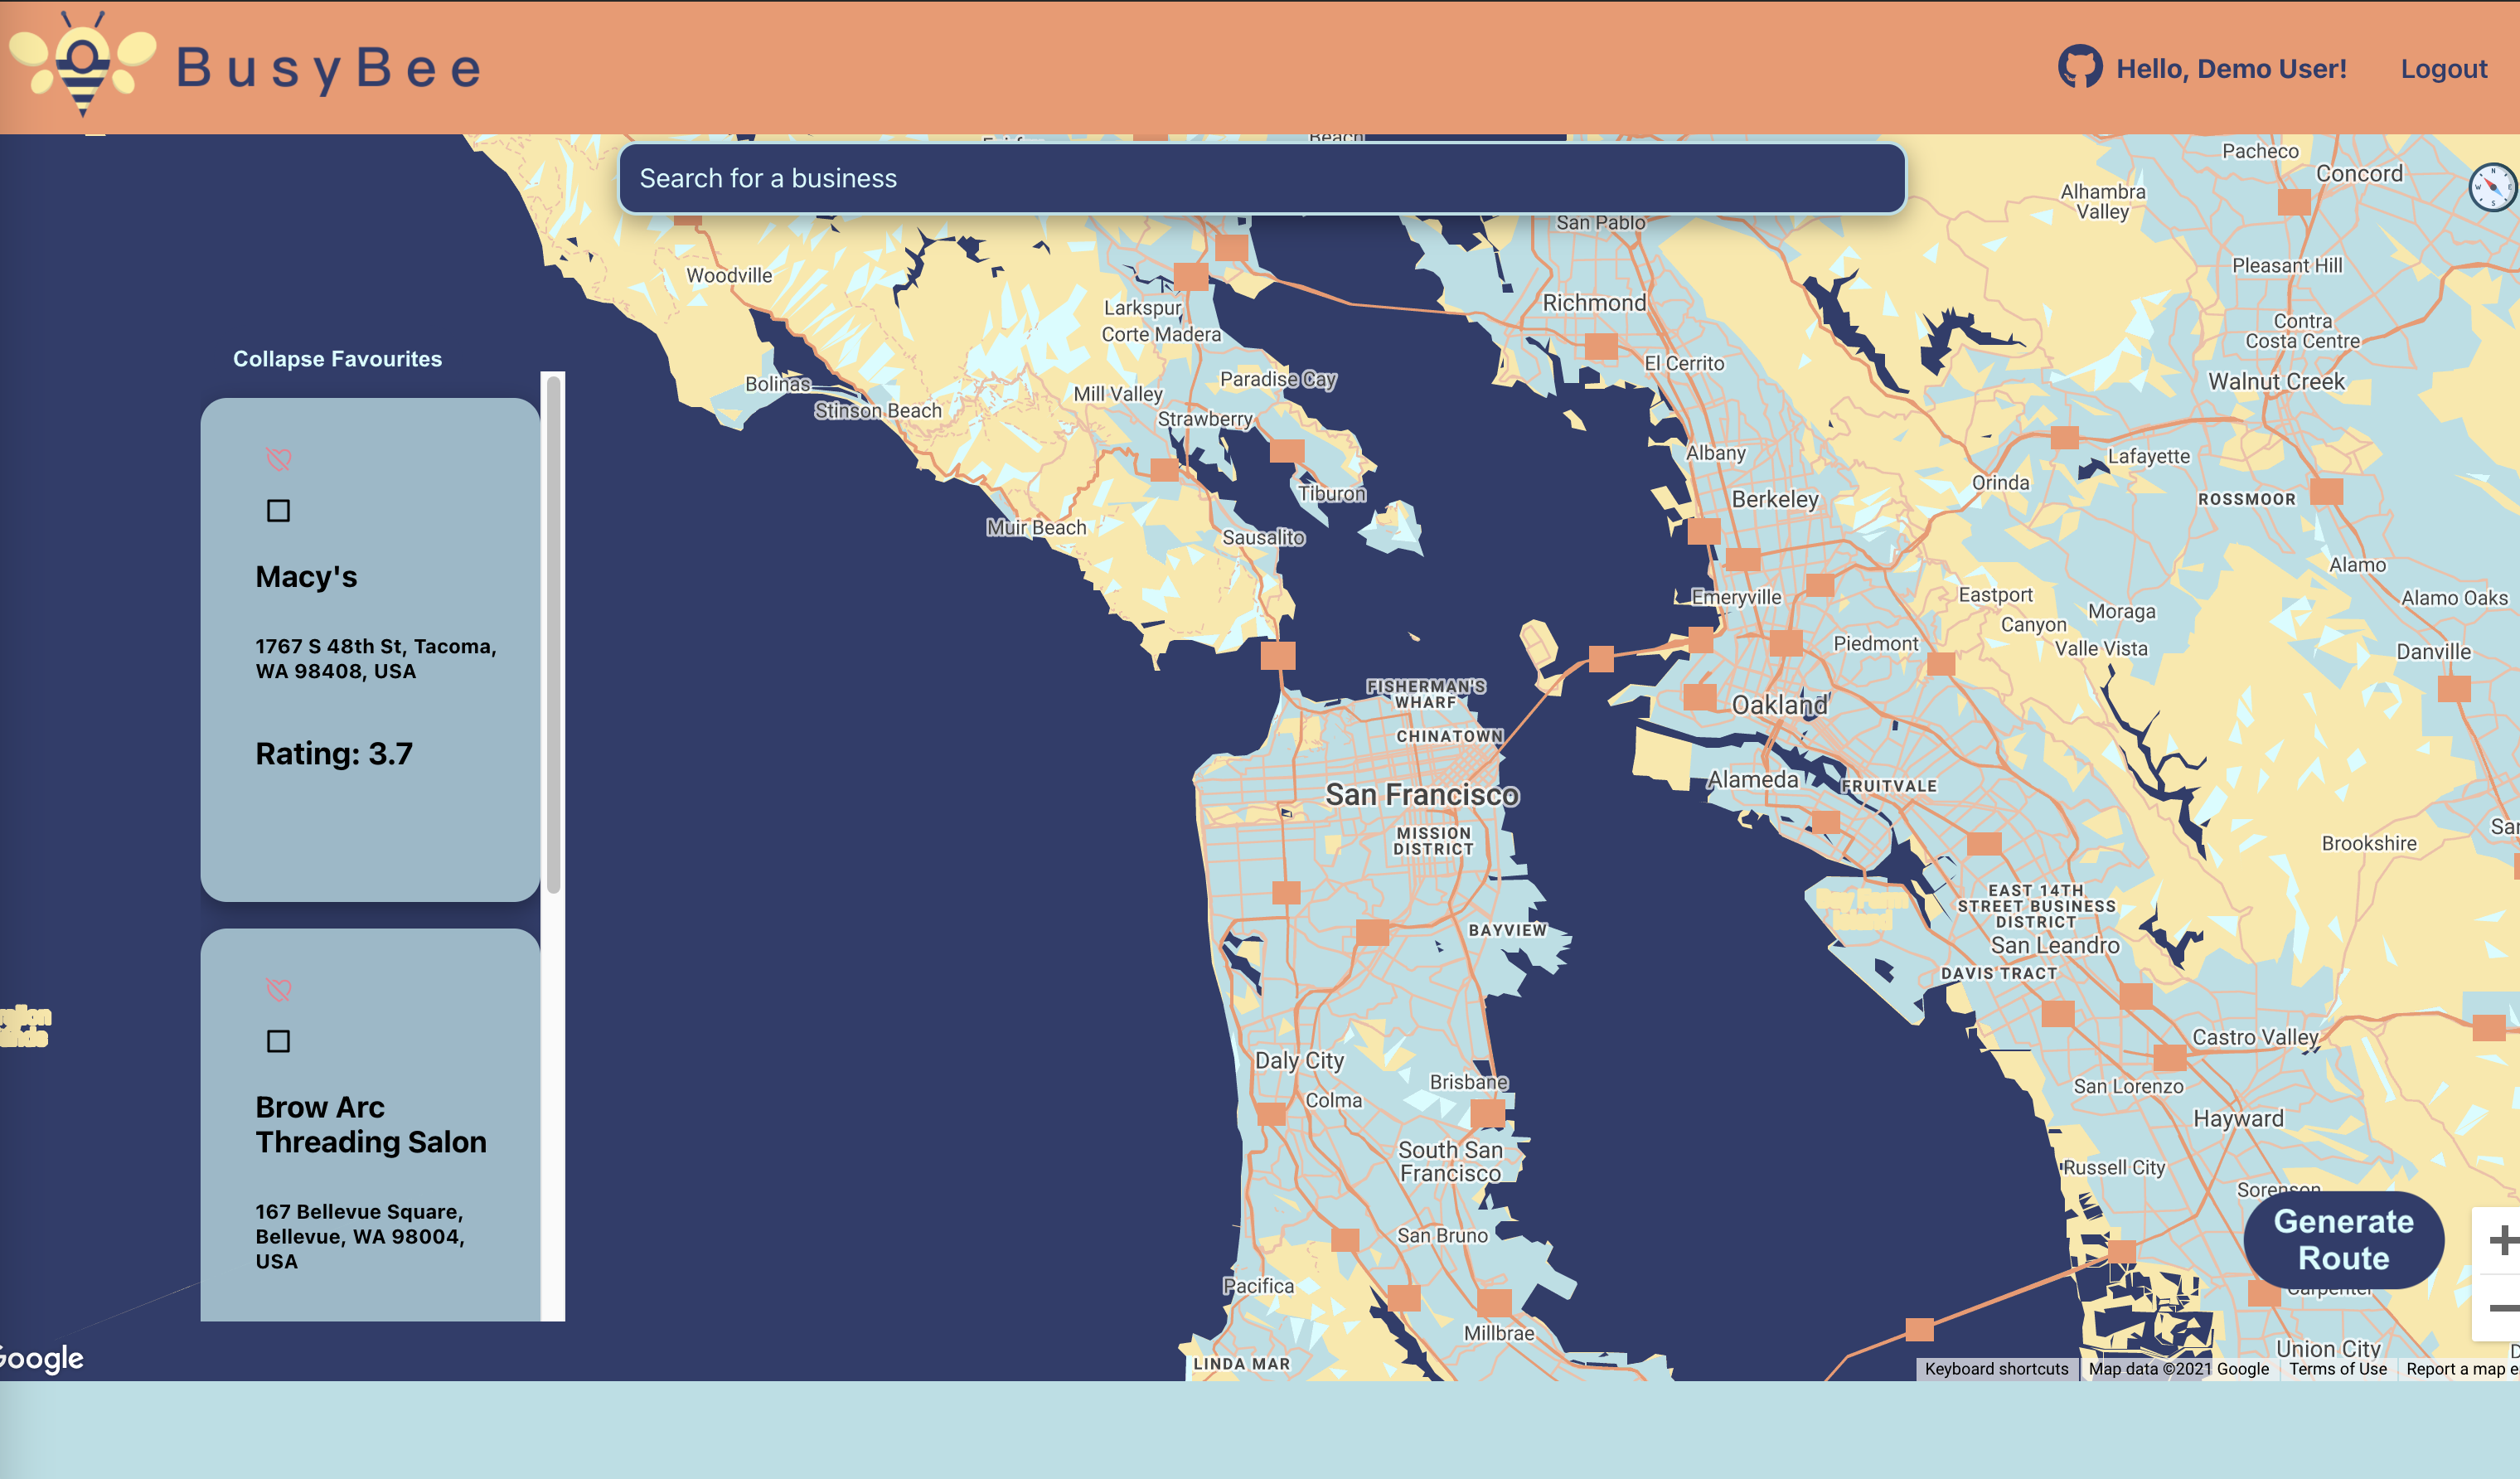 BusyBee
Hello, Demo User!
Logout
Search for a business
Beach
Pacheco
Concord
Alhambra
Valley
San Pablo
Woodville
Pleasant Hill
Larkspur
Richmond
Corte Madera
Contra
Costa Centre
Collapse Favourites
El Cerrito
Bolinas
Paradise Cay
Walnut Creek
Mill Valley
Stinson Beach
Strawberry
Albany
Lafayette
Orinda
Tiburon
Berkeley
ROSSMOOR
Muir Beach
Sausalito
Alamo
Macy's
Emeryville
Eastport
Alamo Oaks
Moraga
Canyon
1767 S 48th St, Tacoma,
WA 98408, USA
Piedmont
Valle Vista
Danville
FISHERMAN'S
WHARF
Oakland
CHINATOWN
Rating: 3.7
Alameda
FRUITVALE
San Francisco
MISSION
DISTRICT
Brookshire
EAST 14TH
STREET BUSINESS
DISTRICT
BAYVIEW
San Leandro
DAVIS TRACT
Castro Valley
Daly City
Brisbane
San Lorenzo
Colma
Brow Arc
Threading Salon
Hayward
South San
Francisco
Russell City
Sorenson
167 Bellevue Square,
Bellevue, WA 98004,
USA
Generate
Route
San Bruno
Pacifica
Carpenter
Millbrae
Union City
Google
LINDA MAR
Keyboard shortcuts
Map data ©2021 Google
Terms of Use
Report a map e